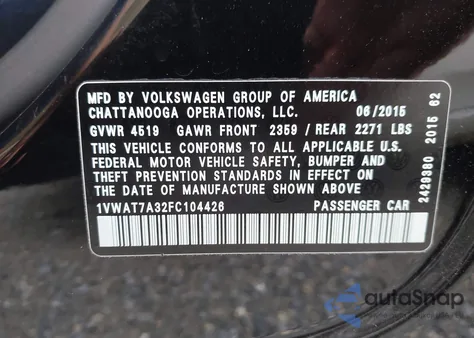 MFD BY VOLKSWAGEN GROUP OF AMERICA
CHATTANOOGA OPERATIONS, LLC. 06/2015
GVWR 4519 GAWR FRONT 2359 / REAR 2271 LBS
THIS VEHICLE CONFORMS TO ALL APPLICABLE U.S.
FEDERAL MOTOR VEHICLE SAFETY, BUMPER AND
THEFT PREVENTION STANDARDS IN EFFECT ON
THE DATE OF MANUFACTURE SHOWN ABOVE
1VWAT7A32FC104426 PASSENGER CAR
2429380 2015 62
autoSnap